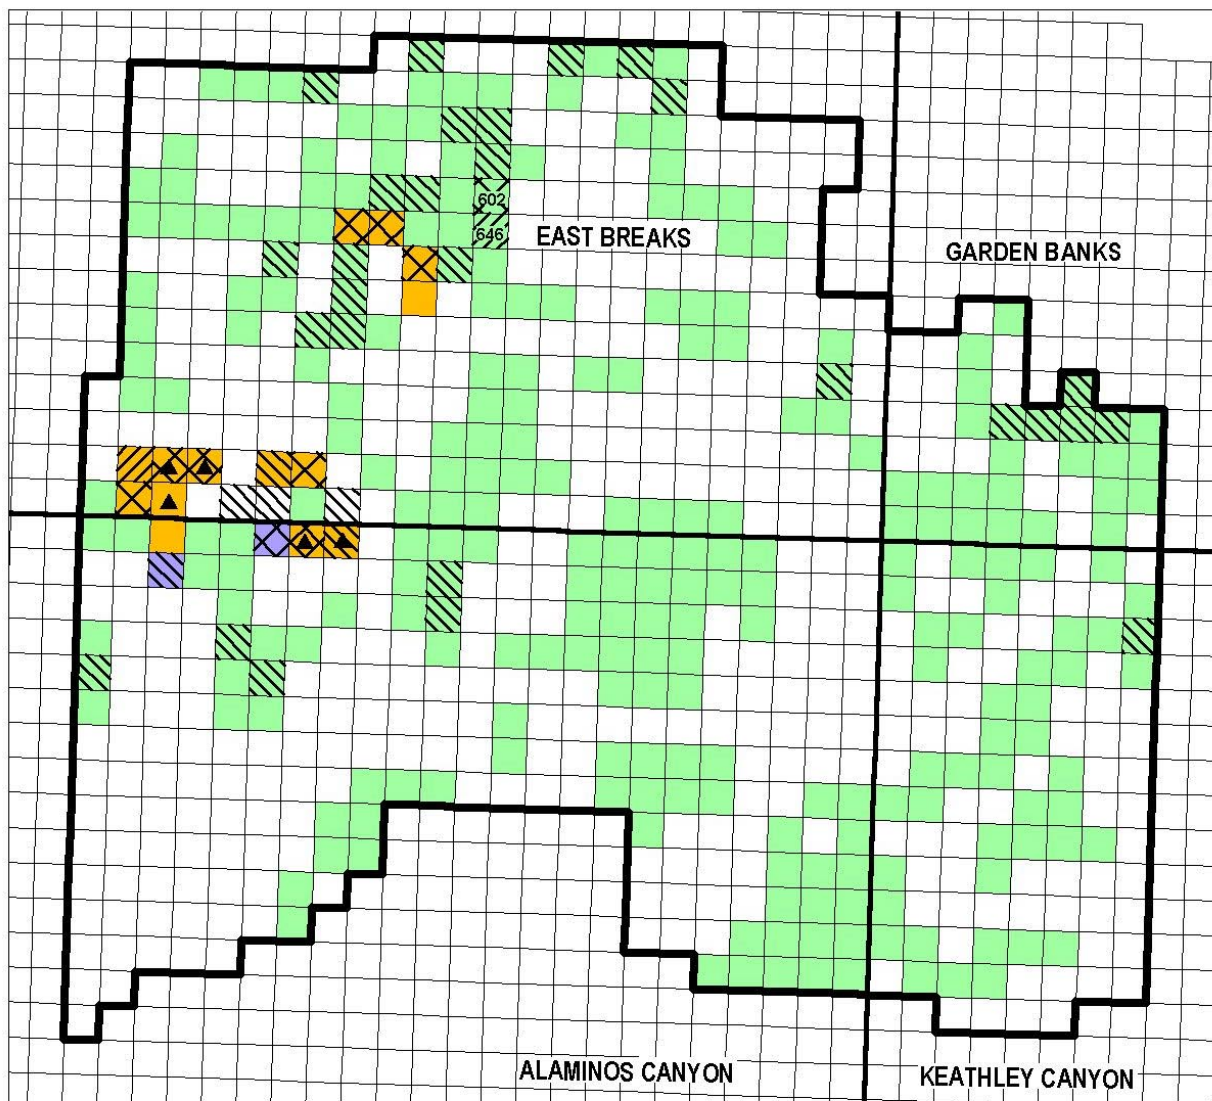 602
646
EAST BREAKS
GARDEN BANKS
ALAMINOS CANYON
KEATHLEY CANYON